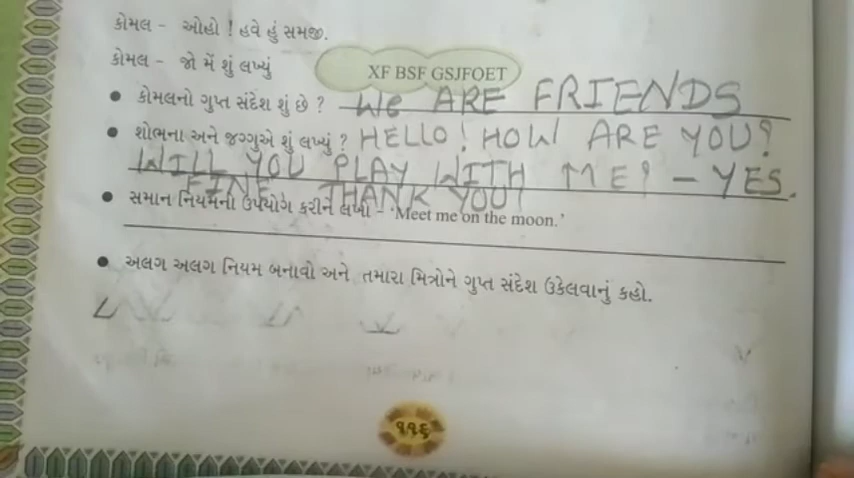 કોમલ - ઓહો ! હવે હું સમજી.
કોમલ - જો મેં શું લખ્યું
XF BSF GSJFOET
• કોમલનો ગુપ્ત સંદેશ શું છે ? We ARE FRIENDS
• શોભના અને જગ્ગુએ શું લખ્યું ? HELLO! HOW ARE YOU?
WILL YOU PLAY WITH ME? - YES.
FINE THANK YOU!
• સમાન નિયમનો ઉપયોગ કરીને લખો - 'Meet me on the moon.'
• અલગ અલગ નિયમ બનાવો અને તમારા મિત્રોને ગુપ્ત સંદેશ ઉકેલવાનું કહો.
૧૧૬